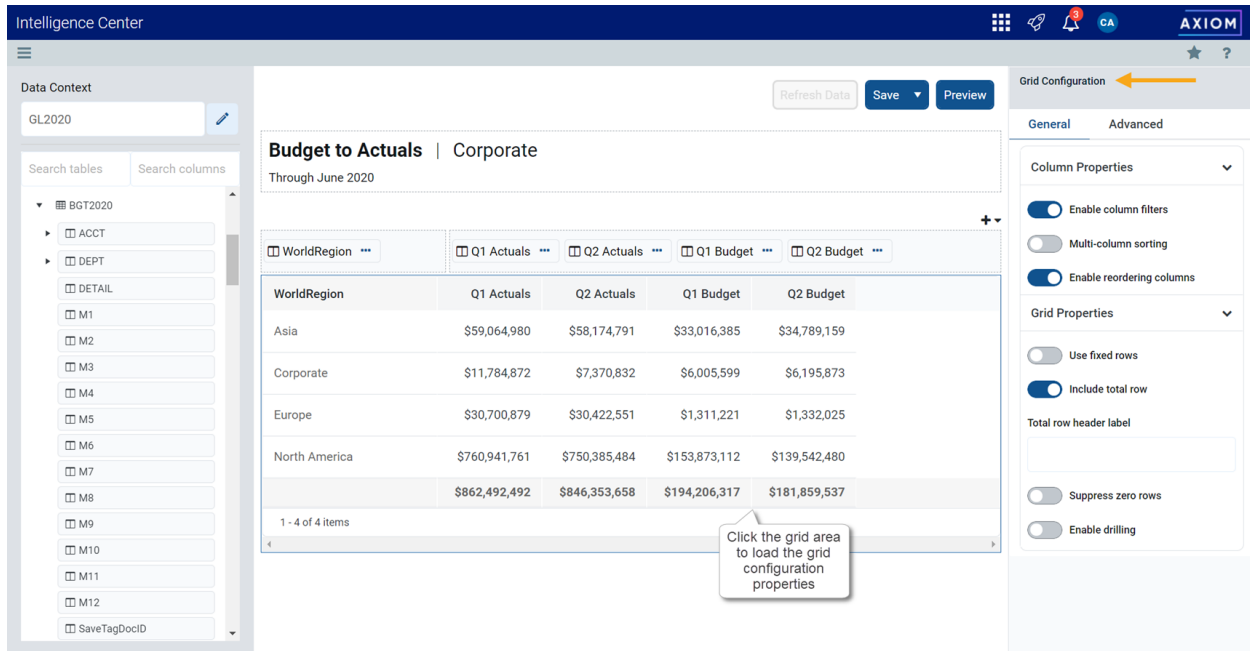 Intelligence Center
3
CA
AXIOM
?
Data Context
GL2020
Search tables Search columns
BGT2020
ACCT
DEPT
DETAIL
M1
M2
M3
M4
M5
M6
M7
M8
M9
M10
M11
M12
SaveTagDocID
Refresh Data Save Preview
Budget to Actuals | Corporate
Through June 2020
WorldRegion ••• Q1 Actuals ••• Q2 Actuals ••• Q1 Budget ••• Q2 Budget •••
WorldRegion Q1 Actuals Q2 Actuals Q1 Budget Q2 Budget
Asia $59,064,980 $58,174,791 $33,016,385 $34,789,159
Corporate $11,784,872 $7,370,832 $6,005,599 $6,195,873
Europe $30,700,879 $30,422,551 $1,311,221 $1,332,025
North America $760,941,761 $750,385,484 $153,873,112 $139,542,480
$862,492,492 $846,353,658 $194,206,317 $181,859,537
1 - 4 of 4 items
Click the grid area
to load the grid
configuration
properties
Grid Configuration
General Advanced
Column Properties
Enable column filters
Multi-column sorting
Enable reordering columns
Grid Properties
Use fixed rows
Include total row
Total row header label
Suppress zero rows
Enable drilling